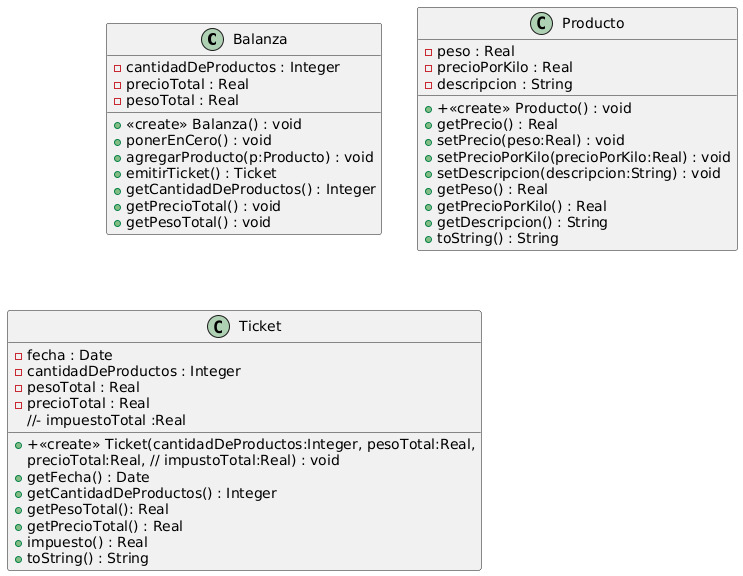 Balanza
cantidadDeProductos : Integer
precioTotal : Real
pesoTotal : Real
«create» Balanza() : void
ponerEnCero() : void
agregarProducto(p:Producto) : void
emitirTicket() : Ticket
getCantidadDeProductos() : Integer
getPrecioTotal() : void
getPesoTotal() : void
Producto
peso : Real
precioPorKilo : Real
descripcion : String
+«create» Producto() : void
getPrecio() : Real
setPrecio(peso:Real) : void
setPrecioPorKilo(precioPorKilo:Real) : void
setDescripcion(descripcion:String) : void
getPeso() : Real
getPrecioPorKilo() : Real
getDescripcion() : String
toString() : String
Ticket
fecha : Date
cantidadDeProductos : Integer
pesoTotal : Real
precioTotal : Real
//- impuestoTotal :Real
+«create» Ticket(cantidadDeProductos:Integer, pesoTotal:Real,
precioTotal:Real, // impustoTotal:Real) : void
getFecha() : Date
getCantidadDeProductos() : Integer
getPesoTotal(): Real
getPrecioTotal() : Real
impuesto() : Real
toString() : String